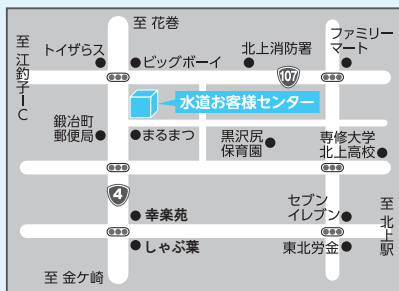 至 花巻
至 江釣子IC
トイザらス
ビッグボーイ
北上消防署
ファミリー
マート
107
水道お客様センター
鍛冶町
郵便局
まるまつ
黒沢尻
保育園
専修大学
北上高校
4
幸楽苑
セブン
イレブン
至 北上駅
しゃぶ葉
東北労金
至 金ケ崎